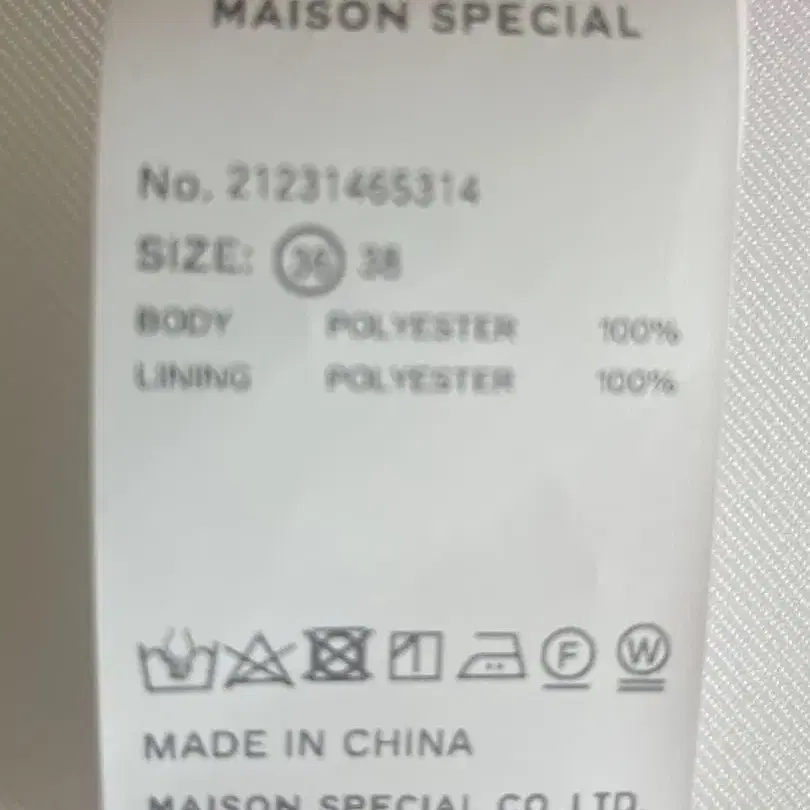 MAISON SPECIAL
No. 21231465314
SIZE: 36 38
BODY POLYESTER 100%
LINING POLYESTER 100%
F W
MADE IN CHINA
MAISON SPECIAL CO.,LTD.